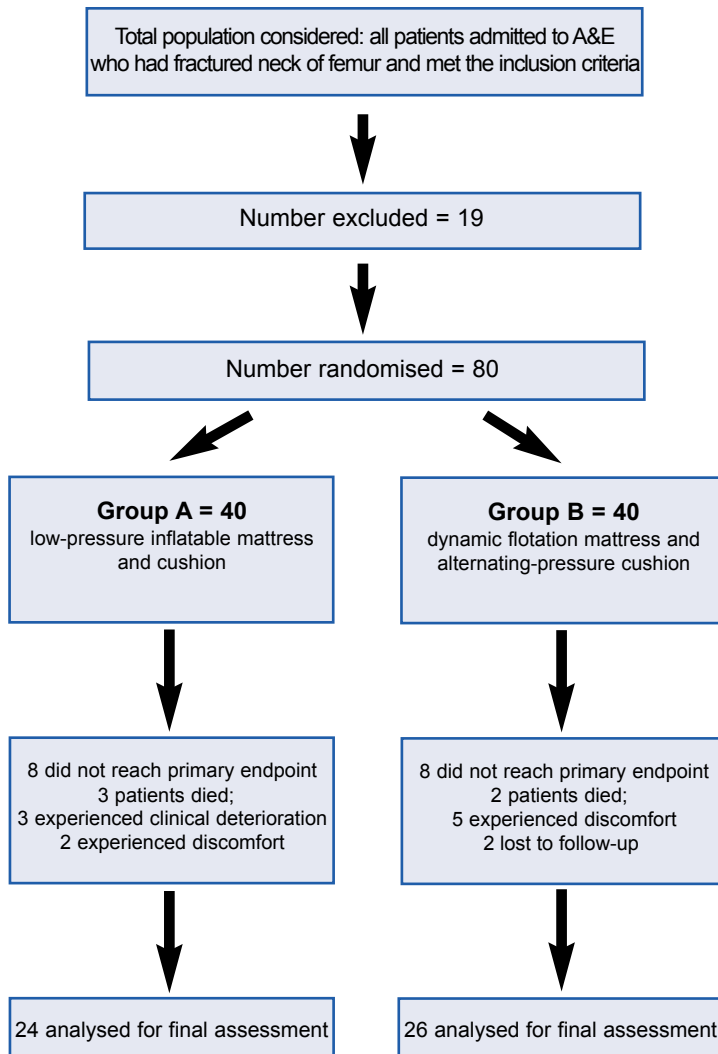 Total population considered: all patients admitted to A&E
who had fractured neck of femur and met the inclusion criteria
Number excluded = 19
Number randomised = 80
Group A = 40
low-pressure inflatable mattress
and cushion
Group B = 40
dynamic flotation mattress and
alternating-pressure cushion
8 did not reach primary endpoint
3 patients died;
3 experienced clinical deterioration
2 experienced discomfort
8 did not reach primary endpoint
2 patients died;
5 experienced discomfort
2 lost to follow-up
24 analysed for final assessment
26 analysed for final assessment